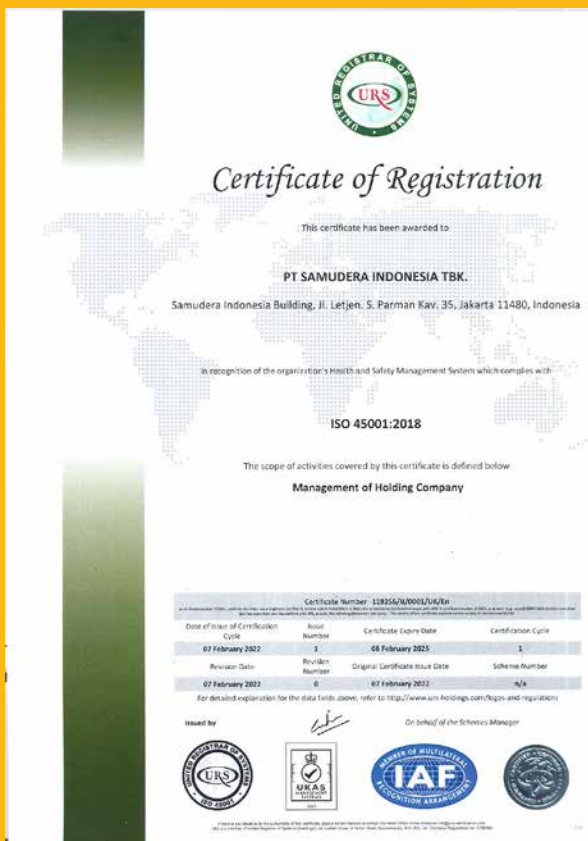 UNITED REGISTRAR OF SYSTEMS
URS
Certificate of Registration
This certificate has been awarded to
PT SAMUDERA INDONESIA TBK.
Samudera Indonesia Building, Jl. Letjen. S. Parman Kav. 35, Jakarta 11480, Indonesia
in recognition of the organization's Health and Safety Management System which complies with
ISO 45001:2018
The scope of activities covered by this certificate is defined below
Management of Holding Company
Certificate Number 119256/B/0001/UK/En
Date of Issue of Certification Cycle
Issue Number
Certificate Expiry Date
Certification Cycle
07 February 2022
1
06 February 2025
1
Revision Date
Revision Number
Original Certificate Issue Date
Scheme Number
07 February 2022
0
07 February 2022
n/a
For detailed explanation for the data fields above, refer to http://www.urs-holdings.com/logos-and-regulations
Issued by
On behalf of the Schemes Manager
UNITED REGISTRAR OF SYSTEMS
URS
ISO 45001
UKAS
MANAGEMENT SYSTEMS
MEMBER OF MULTILATERAL
IAF
RECOGNITION ARRANGEMENT